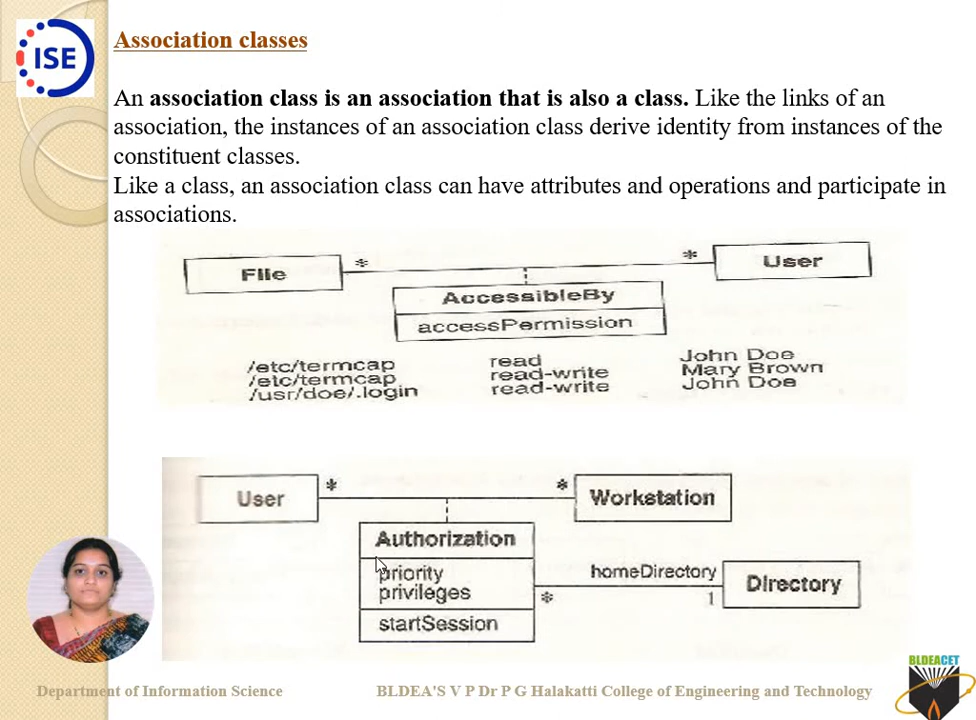 ISE
Association classes
An association class is an association that is also a class. Like the links of an
association, the instances of an association class derive identity from instances of the
constituent classes.
Like a class, an association class can have attributes and operations and participate in
associations.
File * * User
AccessibleBy
accessPermission
/etc/termcap read John Doe
/etc/termcap read-write Mary Brown
/usr/doe/.login read-write John Doe
User * * Workstation
Authorization
priority
privileges
startSession
homeDirectory
* 1
Directory
BLDEACET
Department of Information Science BLDEA'S V P Dr P G Halakatti College of Engineering and Technology